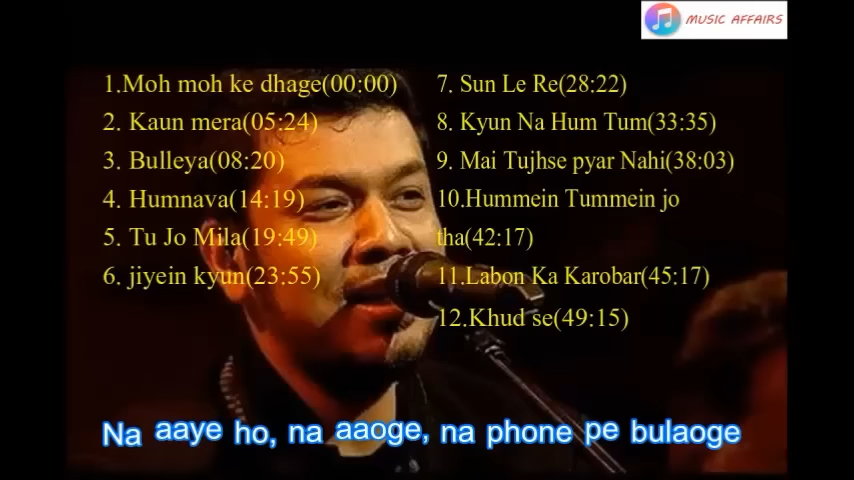 MUSIC AFFAIRS
1.Moh moh ke dhage(00:00)
2. Kaun mera(05:24)
3. Bulleya(08:20)
4. Humnava(14:19)
5. Tu Jo Mila(19:49)
6. jiyein kyun(23:55)
7. Sun Le Re(28:22)
8. Kyun Na Hum Tum(33:35)
9. Mai Tujhse pyar Nahi(38:03)
10.Hummein Tummein jo
tha(42:17)
11.Labon Ka Karobar(45:17)
12.Khud se(49:15)
Na aaye ho, na aaoge, na phone pe bulaoge